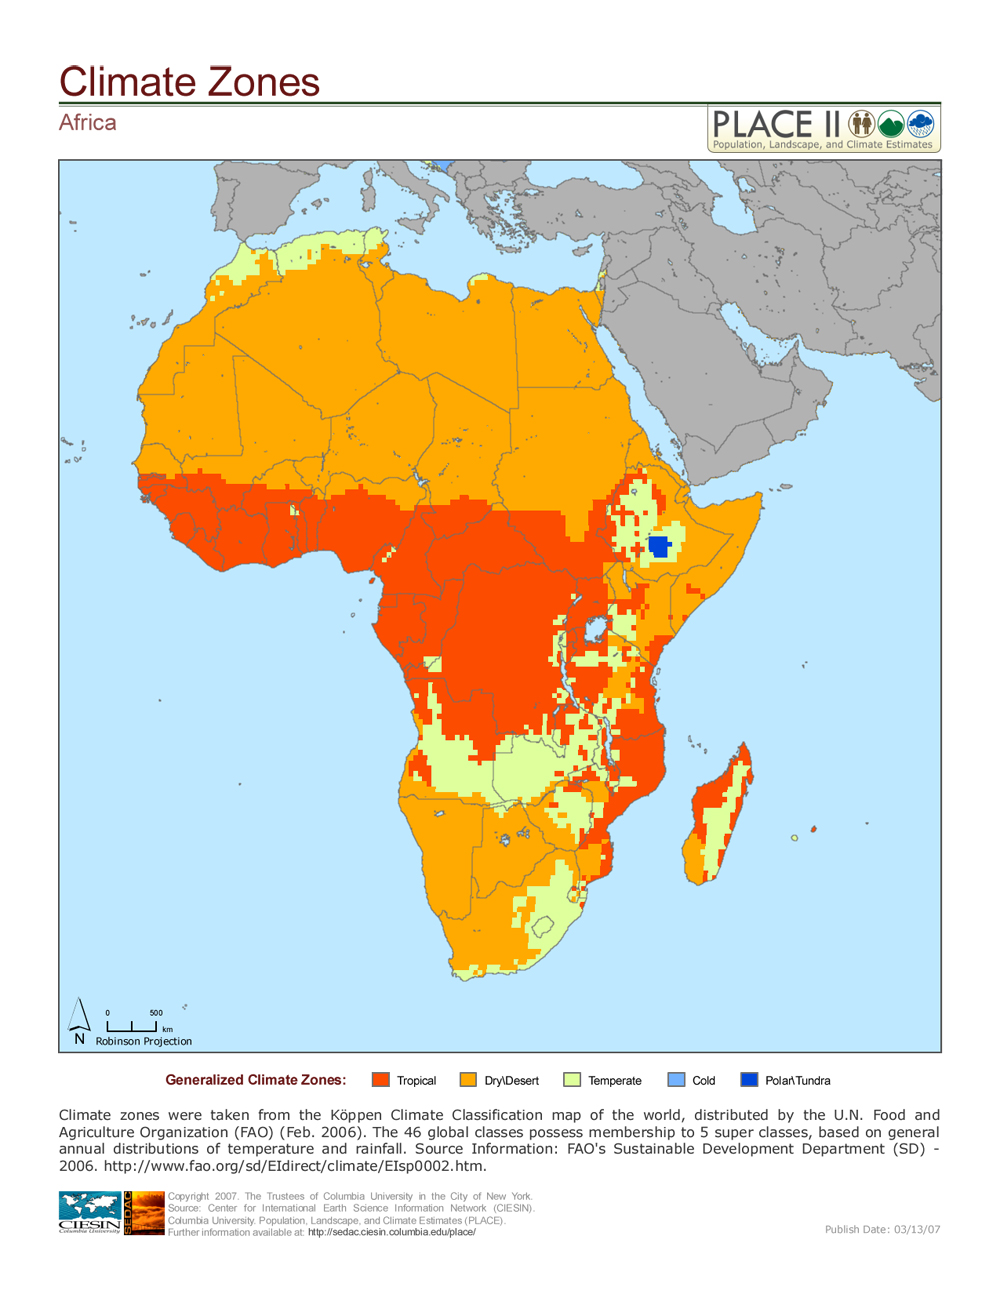 Climate Zones
Africa
PLACE II
Population, Landscape, and Climate Estimates
0 500
km
N Robinson Projection
Generalized Climate Zones: Tropical Dry\Desert Temperate Cold Polar\Tundra
Climate zones were taken from the Köppen Climate Classification map of the world, distributed by the U.N. Food and
Agriculture Organization (FAO) (Feb. 2006). The 46 global classes possess membership to 5 super classes, based on general
annual distributions of temperature and rainfall. Source Information: FAO's Sustainable Development Department (SD) -
2006. http://www.fao.org/sd/EIdirect/climate/EIsp0002.htm.
CIESIN
Columbia University
SEDAC
Copyright 2007. The Trustees of Columbia University in the City of New York.
Source: Center for International Earth Science Information Network (CIESIN).
Columbia University. Population, Landscape, and Climate Estimates (PLACE).
Further information available at: http://sedac.ciesin.columbia.edu/place/
Publish Date: 03/13/07